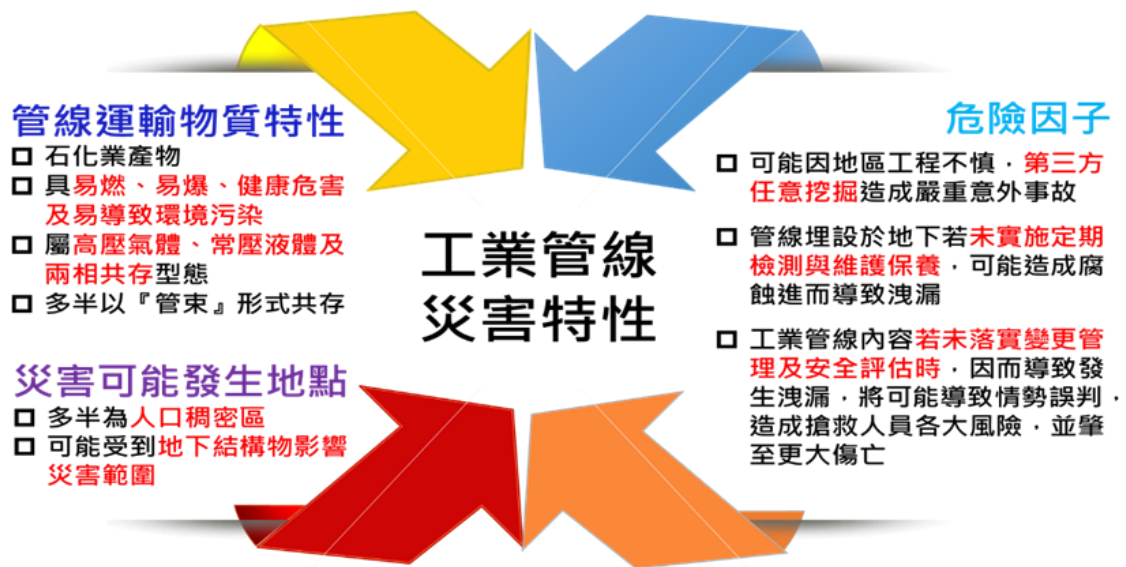 管線運輸物質特性
□ 石化業產物
□ 具易燃、易爆、健康危害
及易導致環境污染
□ 屬高壓氣體、常壓液體及
兩相共存型態
□ 多半以『管束』形式共存
災害可能發生地點
□ 多半為人口稠密區
□ 可能受到地下結構物影響
災害範圍
工業管線
災害特性
危險因子
□ 可能因地區工程不慎，第三方
任意挖掘造成嚴重意外事故
□ 管線埋設於地下若未實施定期
檢測與維護保養，可能造成腐
蝕進而導致洩漏
□ 工業管線內容若未落實變更管
理及安全評估時，因而導致發
生洩漏，將可能導致情勢誤判，
造成搶救人員各大風險，並肇
至更大傷亡